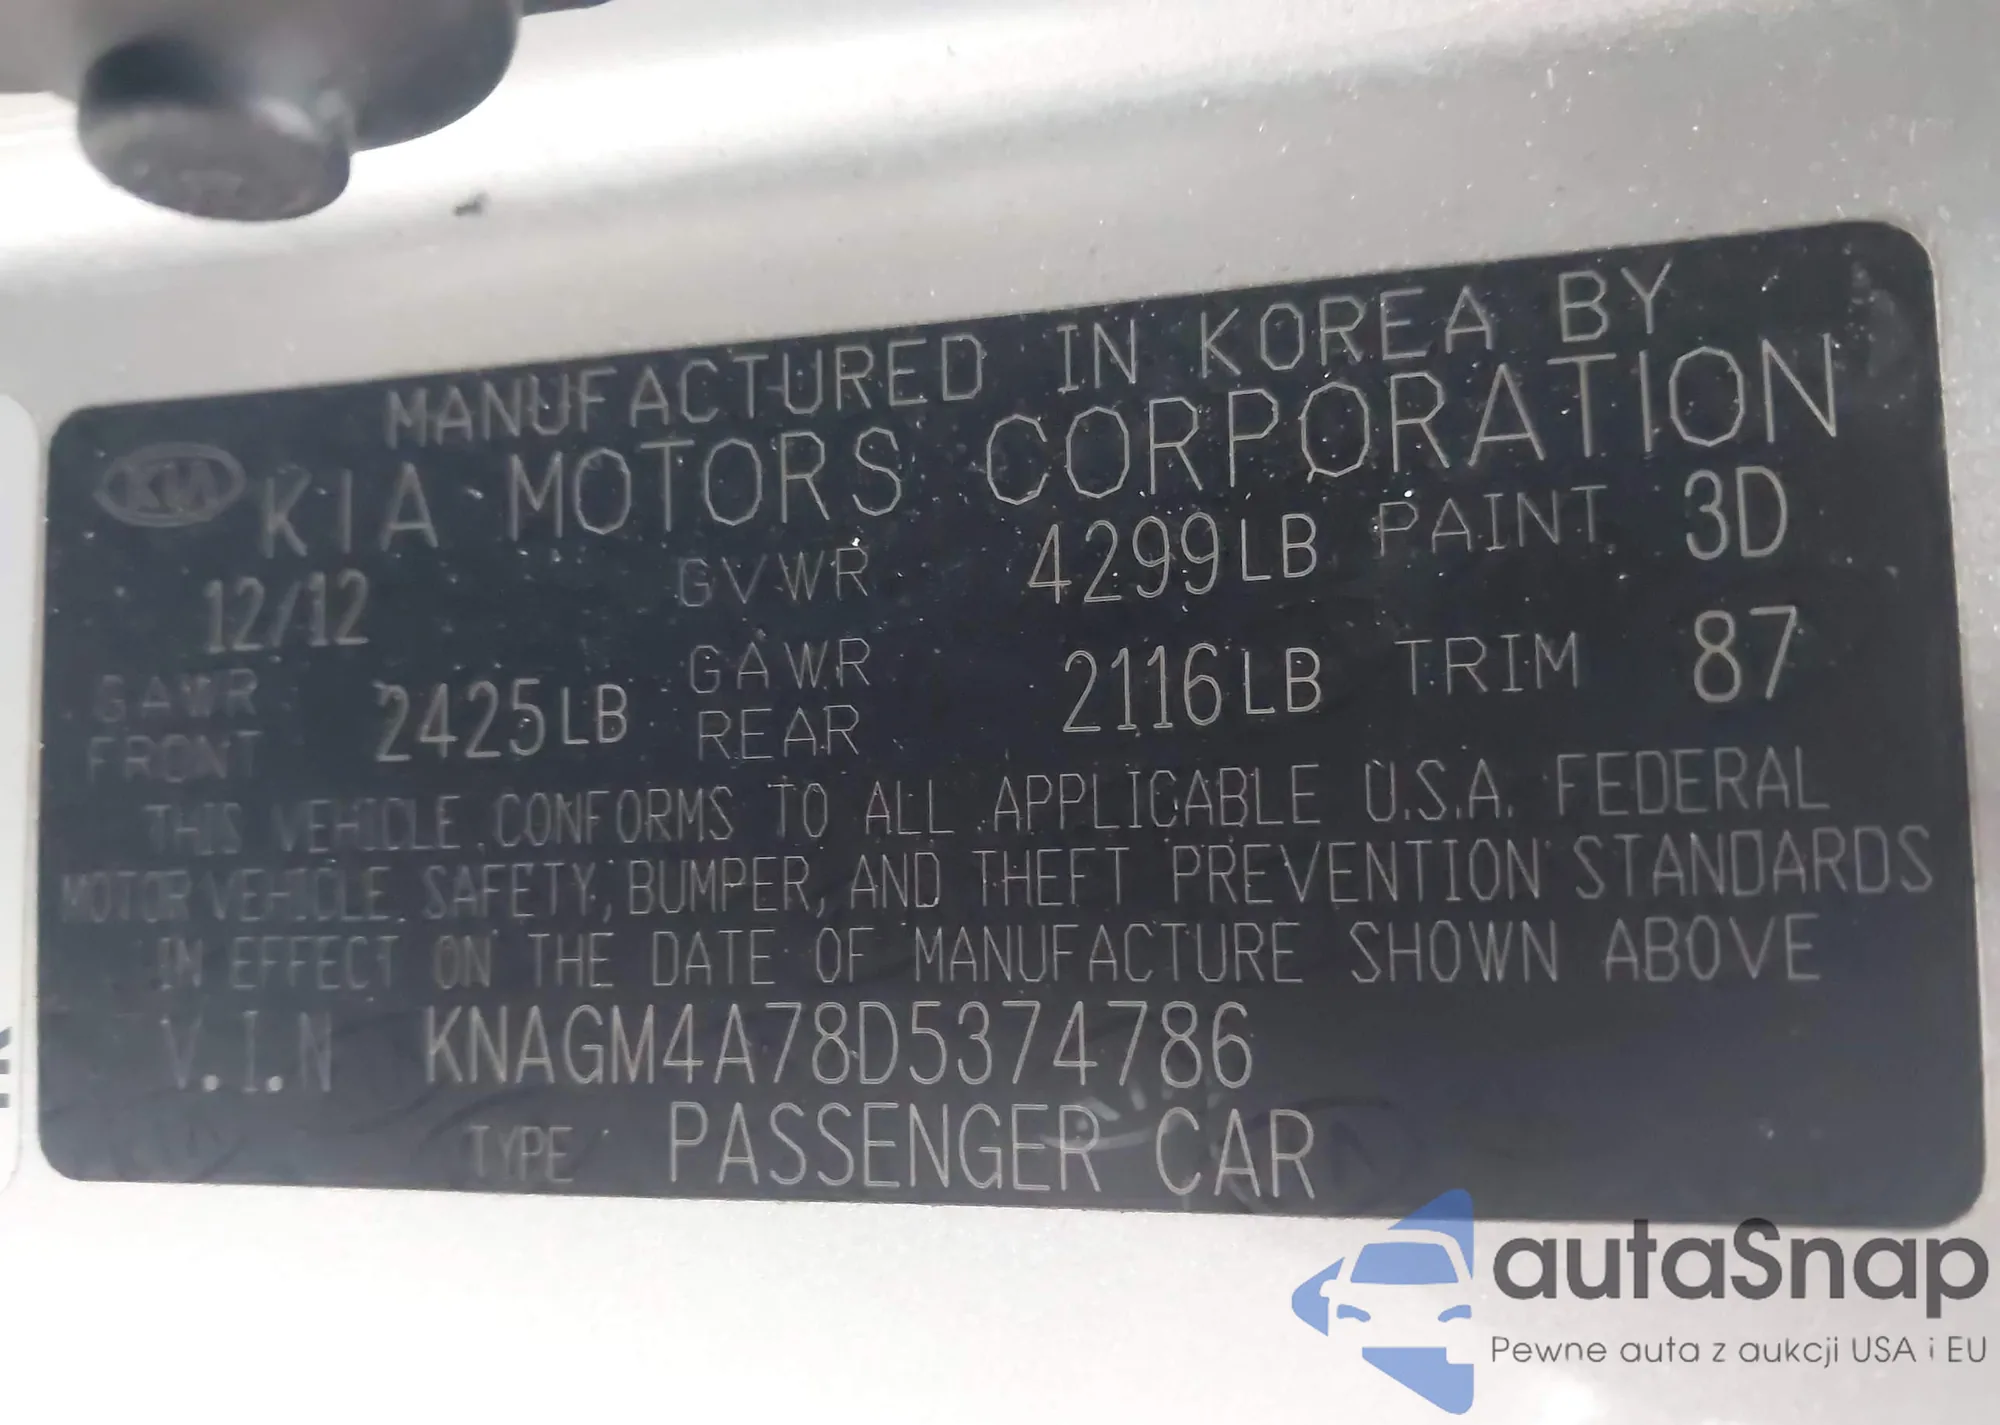 MANUFACTURED IN KOREA BY
KIA KIA MOTORS CORPORATION
12/12 GVWR 4299LB PAINT 3D
GAWR FRONT 2425LB GAWR REAR 2116LB TRIM 87
THIS VEHICLE CONFORMS TO ALL APPLICABLE U.S.A. FEDERAL
MOTOR VEHICLE SAFETY, BUMPER, AND THEFT PREVENTION STANDARDS
IN EFFECT ON THE DATE OF MANUFACTURE SHOWN ABOVE
V.I.N KNAGM4A78D5374786
TYPE PASSENGER CAR
autaSnap
Pewne auta z aukcji USA i EU